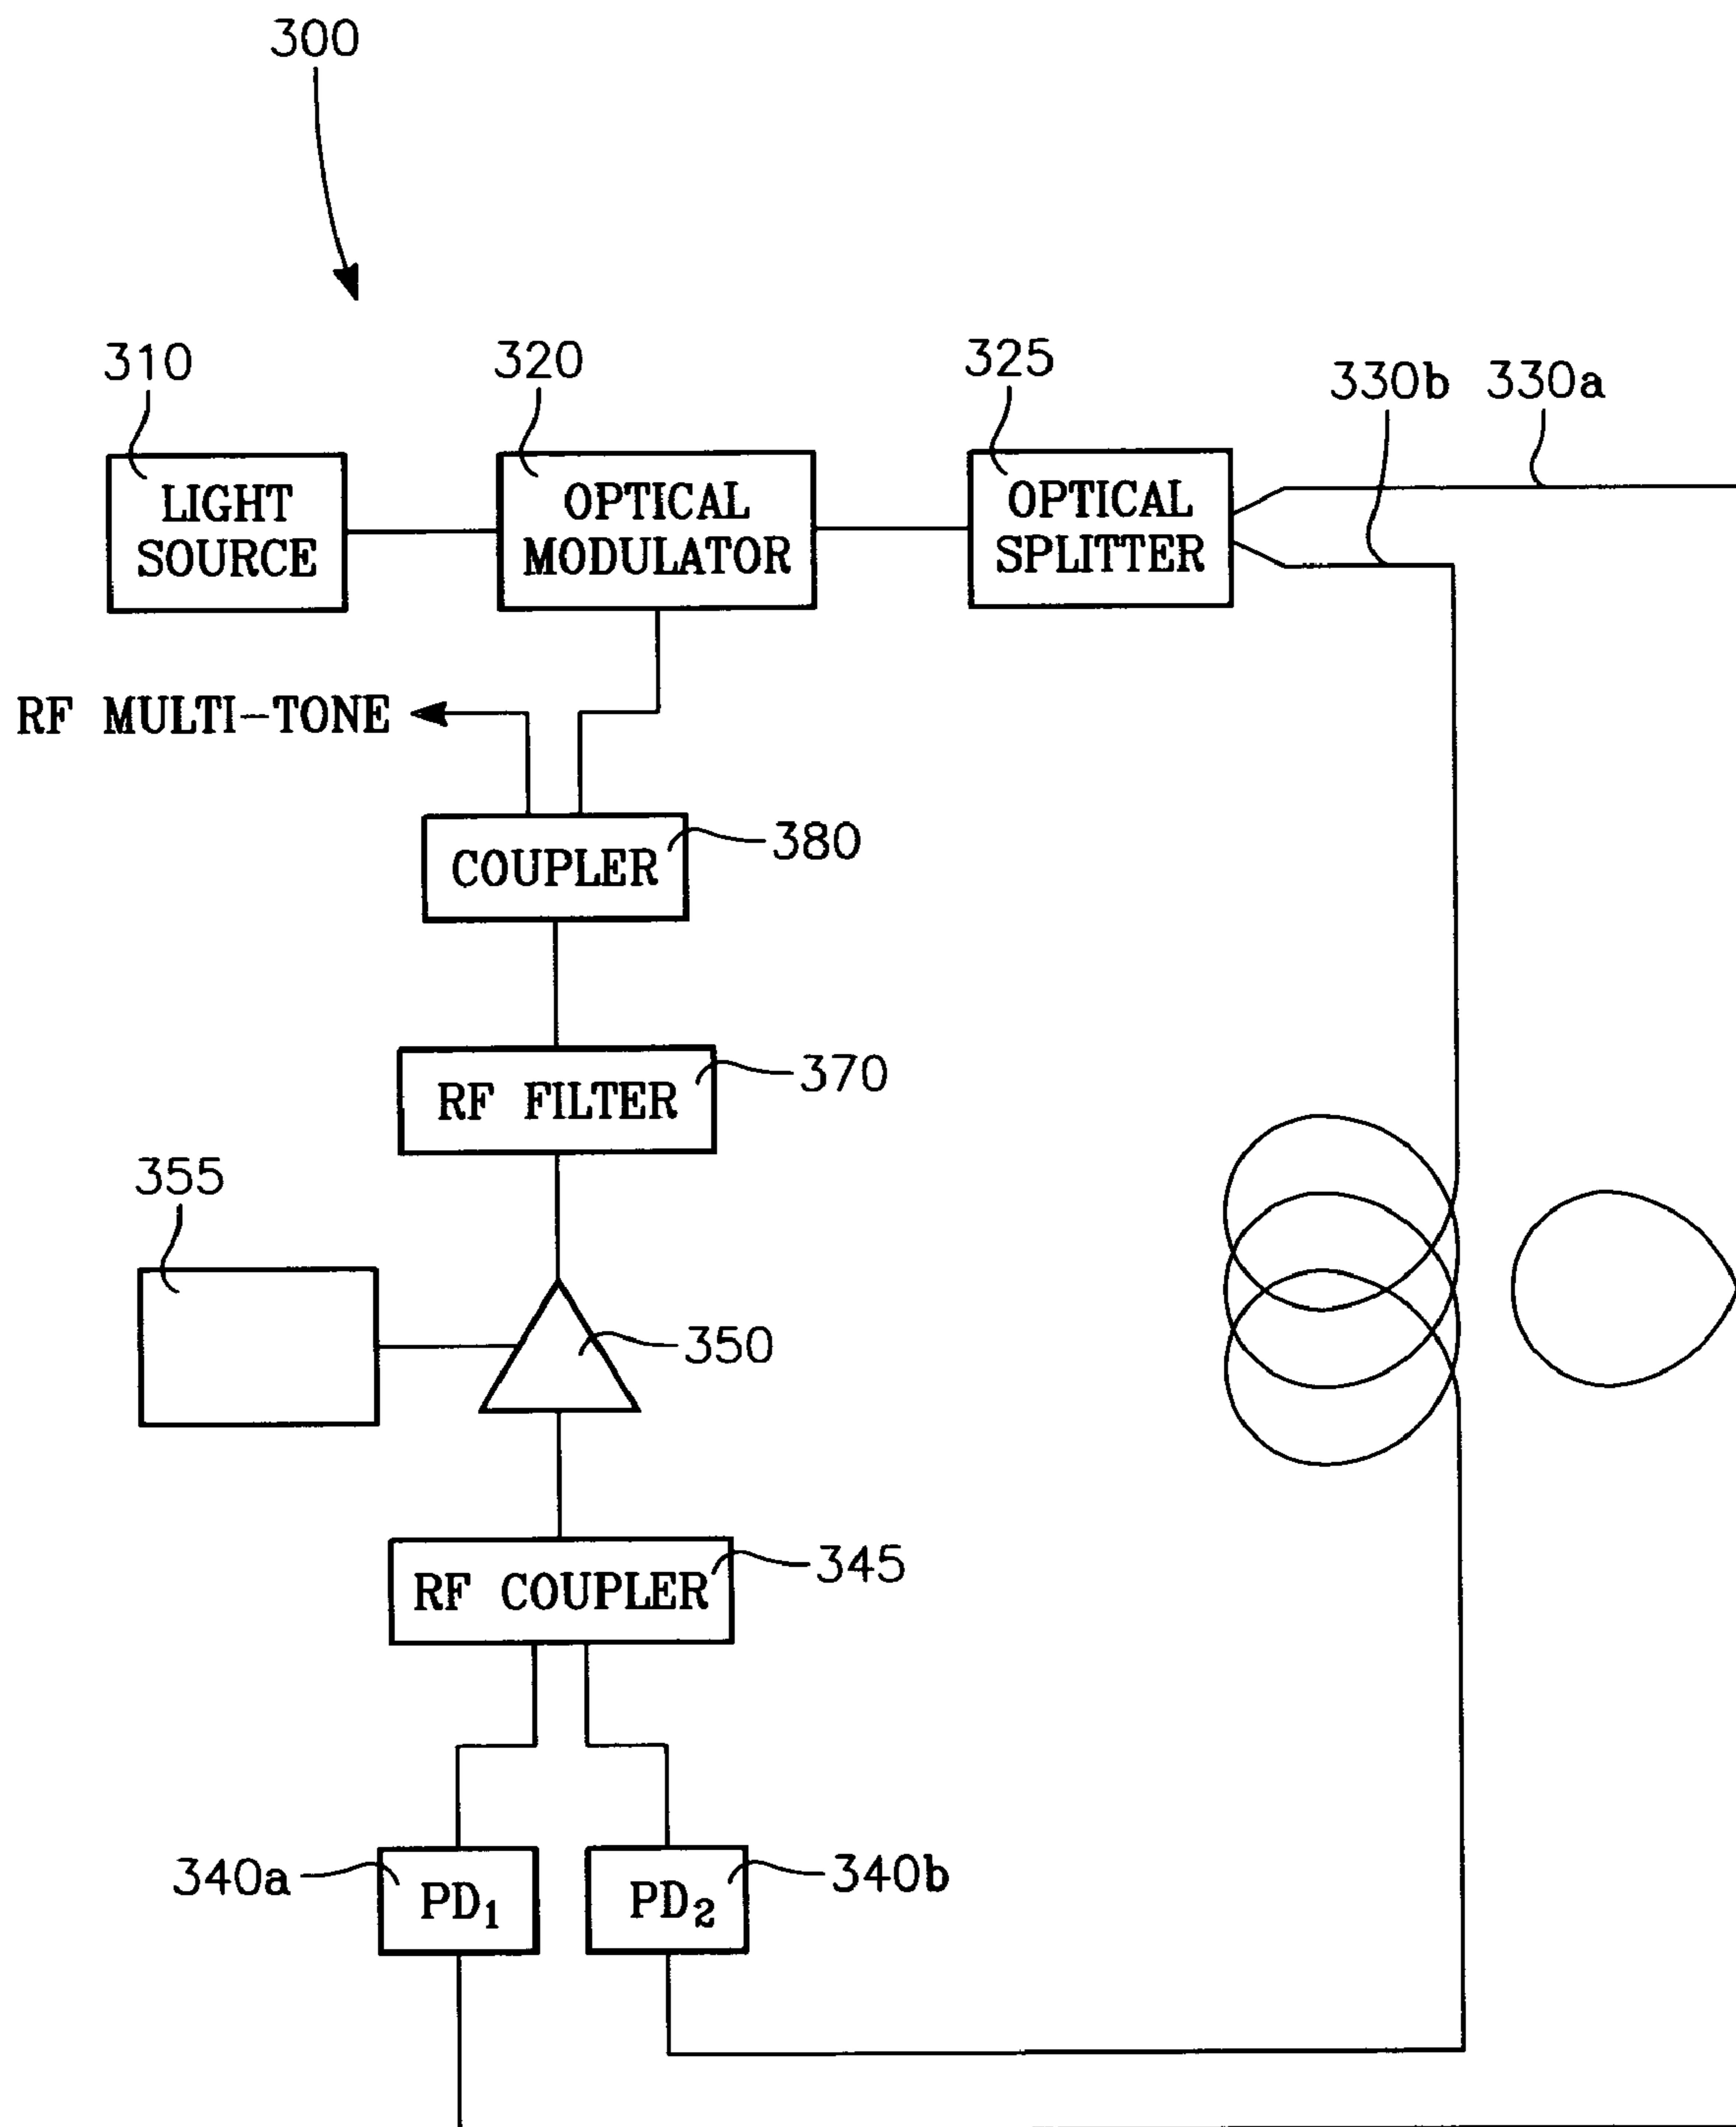 300
310
320
325
330b
330a
LIGHT
SOURCE
OPTICAL
MODULATOR
OPTICAL
SPLITTER
RF MULTI-TONE
COUPLER
380
RF FILTER
370
355
350
RF COUPLER
345
340a
PD1
PD2
340b